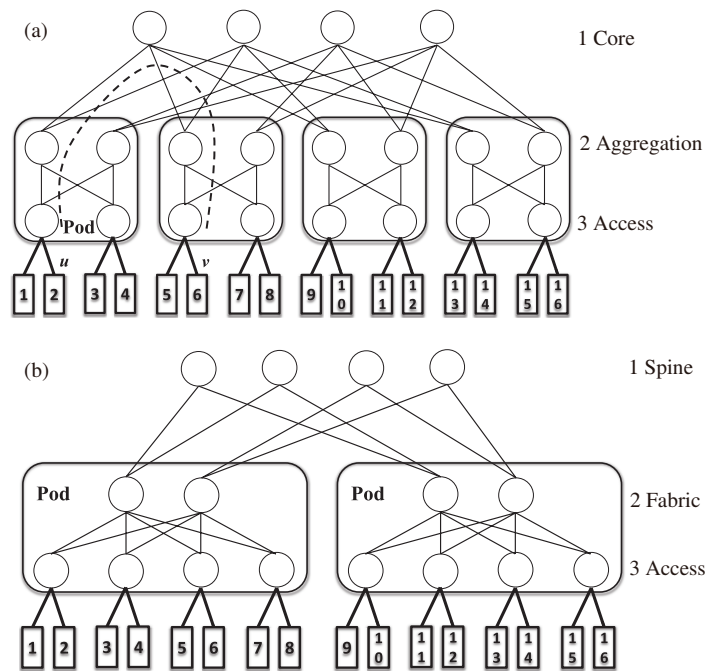 (a)
1 Core
2 Aggregation
3 Access
Pod
u
v
1 2 3 4 5 6 7 8 9 10 11 12 13 14 15 16
(b)
1 Spine
Pod
Pod
2 Fabric
3 Access
1 2 3 4 5 6 7 8 9 10 11 12 13 14 15 16